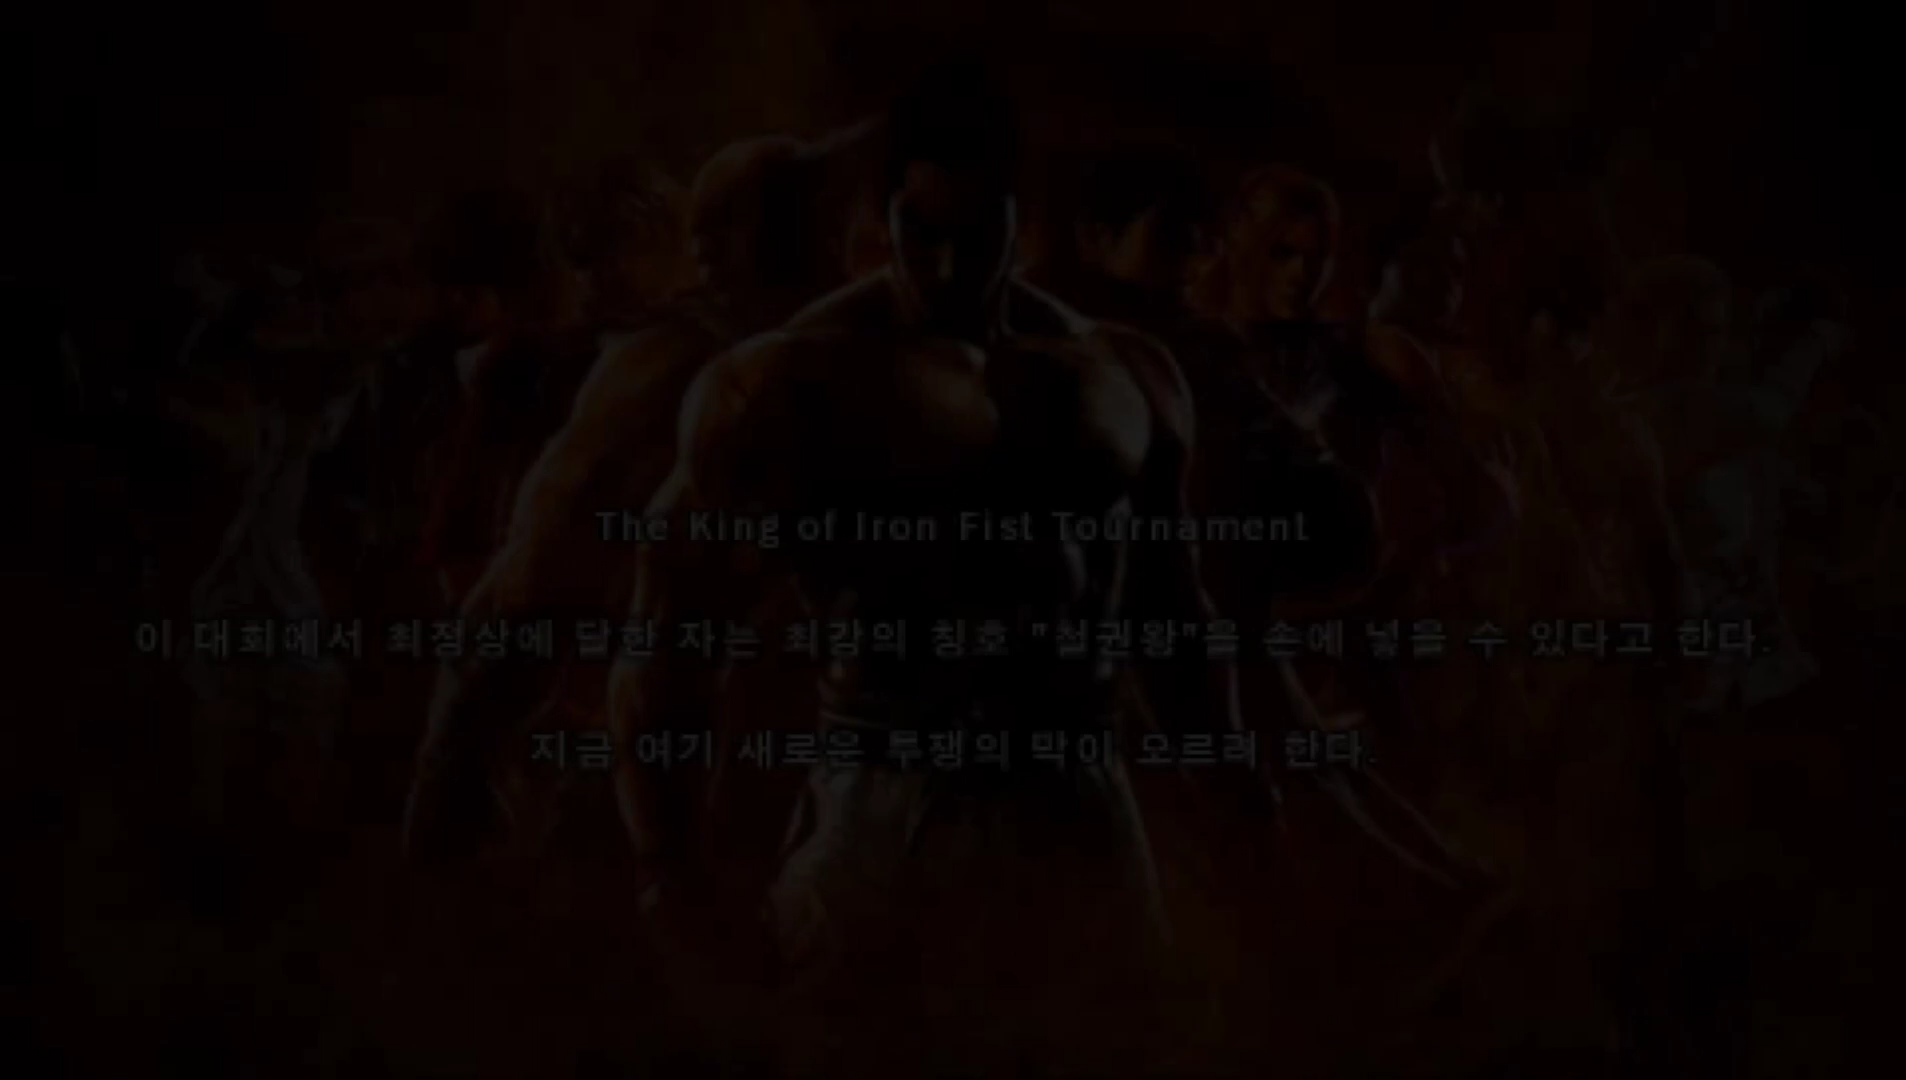 The King of Iron Fist Tournament
이 대회에서 최정상에 달한 자는 최강의 칭호 "철권왕"을 손에 넣을 수 있다고 한다.
지금 여기 새로운 투쟁의 막이 오르려 한다.